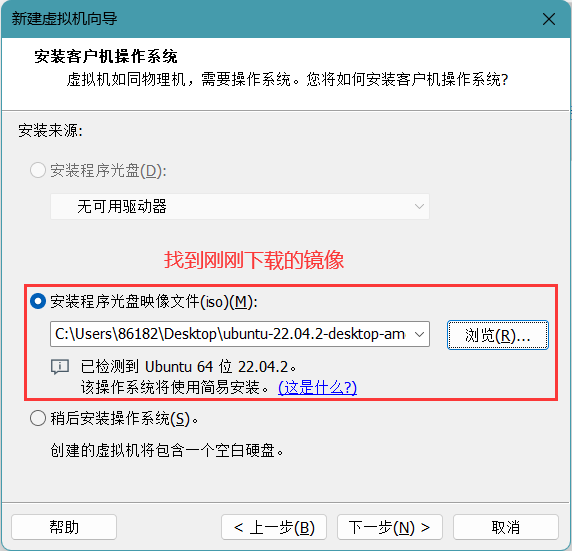 新建虚拟机向导
安装客户机操作系统
虚拟机如同物理机，需要操作系统。您将如何安装客户机操作系统?
安装来源:
安装程序光盘(D):
无可用驱动器
找到刚刚下载的镜像
安装程序光盘映像文件(iso)(M):
C:\Users\86182\Desktop\ubuntu-22.04.2-desktop-am
浏览(R)...
已检测到 Ubuntu 64 位 22.04.2。
该操作系统将使用简易安装。(这是什么?)
稍后安装操作系统(S)。
创建的虚拟机将包含一个空白硬盘。
帮助 < 上一步(B) 下一步(N) > 取消